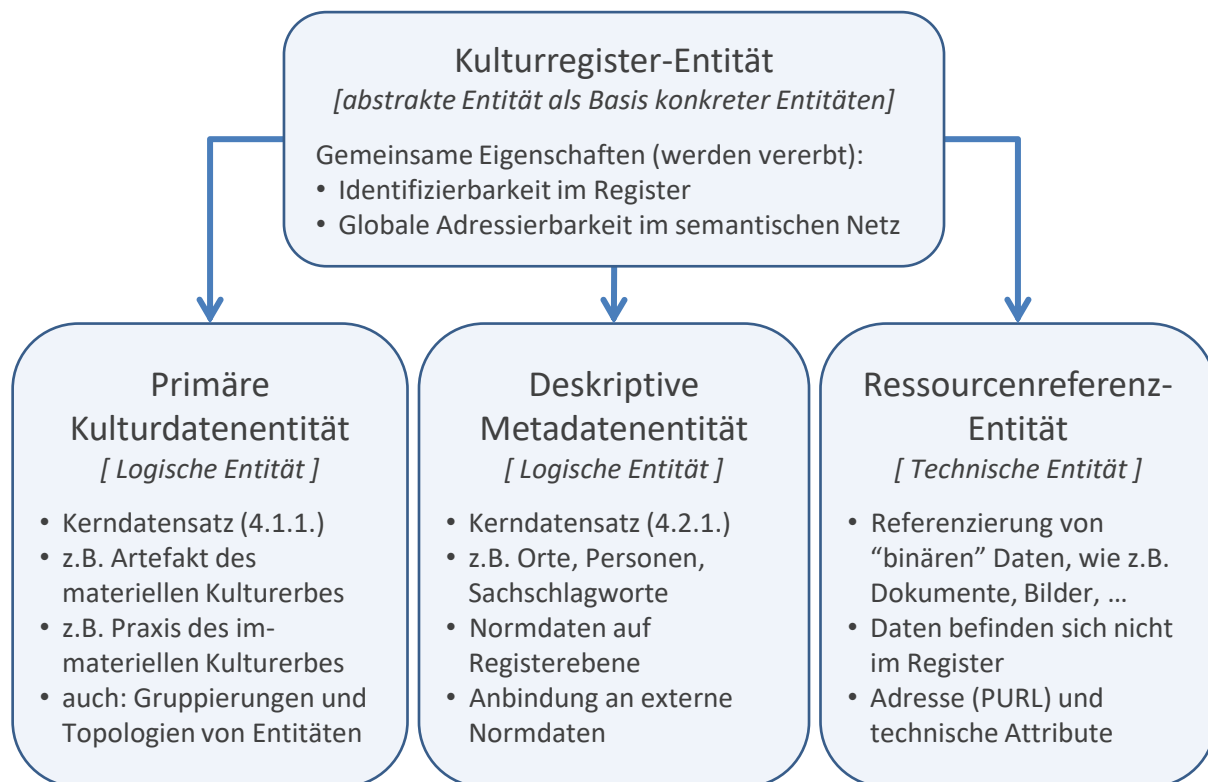 Kulturregister-Entität
[abstrakte Entität als Basis konkreter Entitäten]
Gemeinsame Eigenschaften (werden vererbt):
• Identifizierbarkeit im Register
• Globale Adressierbarkeit im semantischen Netz
Primäre
Kulturdatenentität
[ Logische Entität ]
• Kerndatensatz (4.1.1.)
• z.B. Artefakt des
materiellen Kulturerbes
• z.B. Praxis des im-
materiellen Kulturerbes
• auch: Gruppierungen und
Topologien von Entitäten
Deskriptive
Metadatenentität
[ Logische Entität ]
• Kerndatensatz (4.2.1.)
• z.B. Orte, Personen,
Sachschlagworte
• Normdaten auf
Registerebene
• Anbindung an externe
Normdaten
Ressourcenreferenz-
Entität
[ Technische Entität ]
• Referenzierung von
“binären” Daten, wie z.B.
Dokumente, Bilder, …
• Daten befinden sich nicht
im Register
• Adresse (PURL) und
technische Attribute